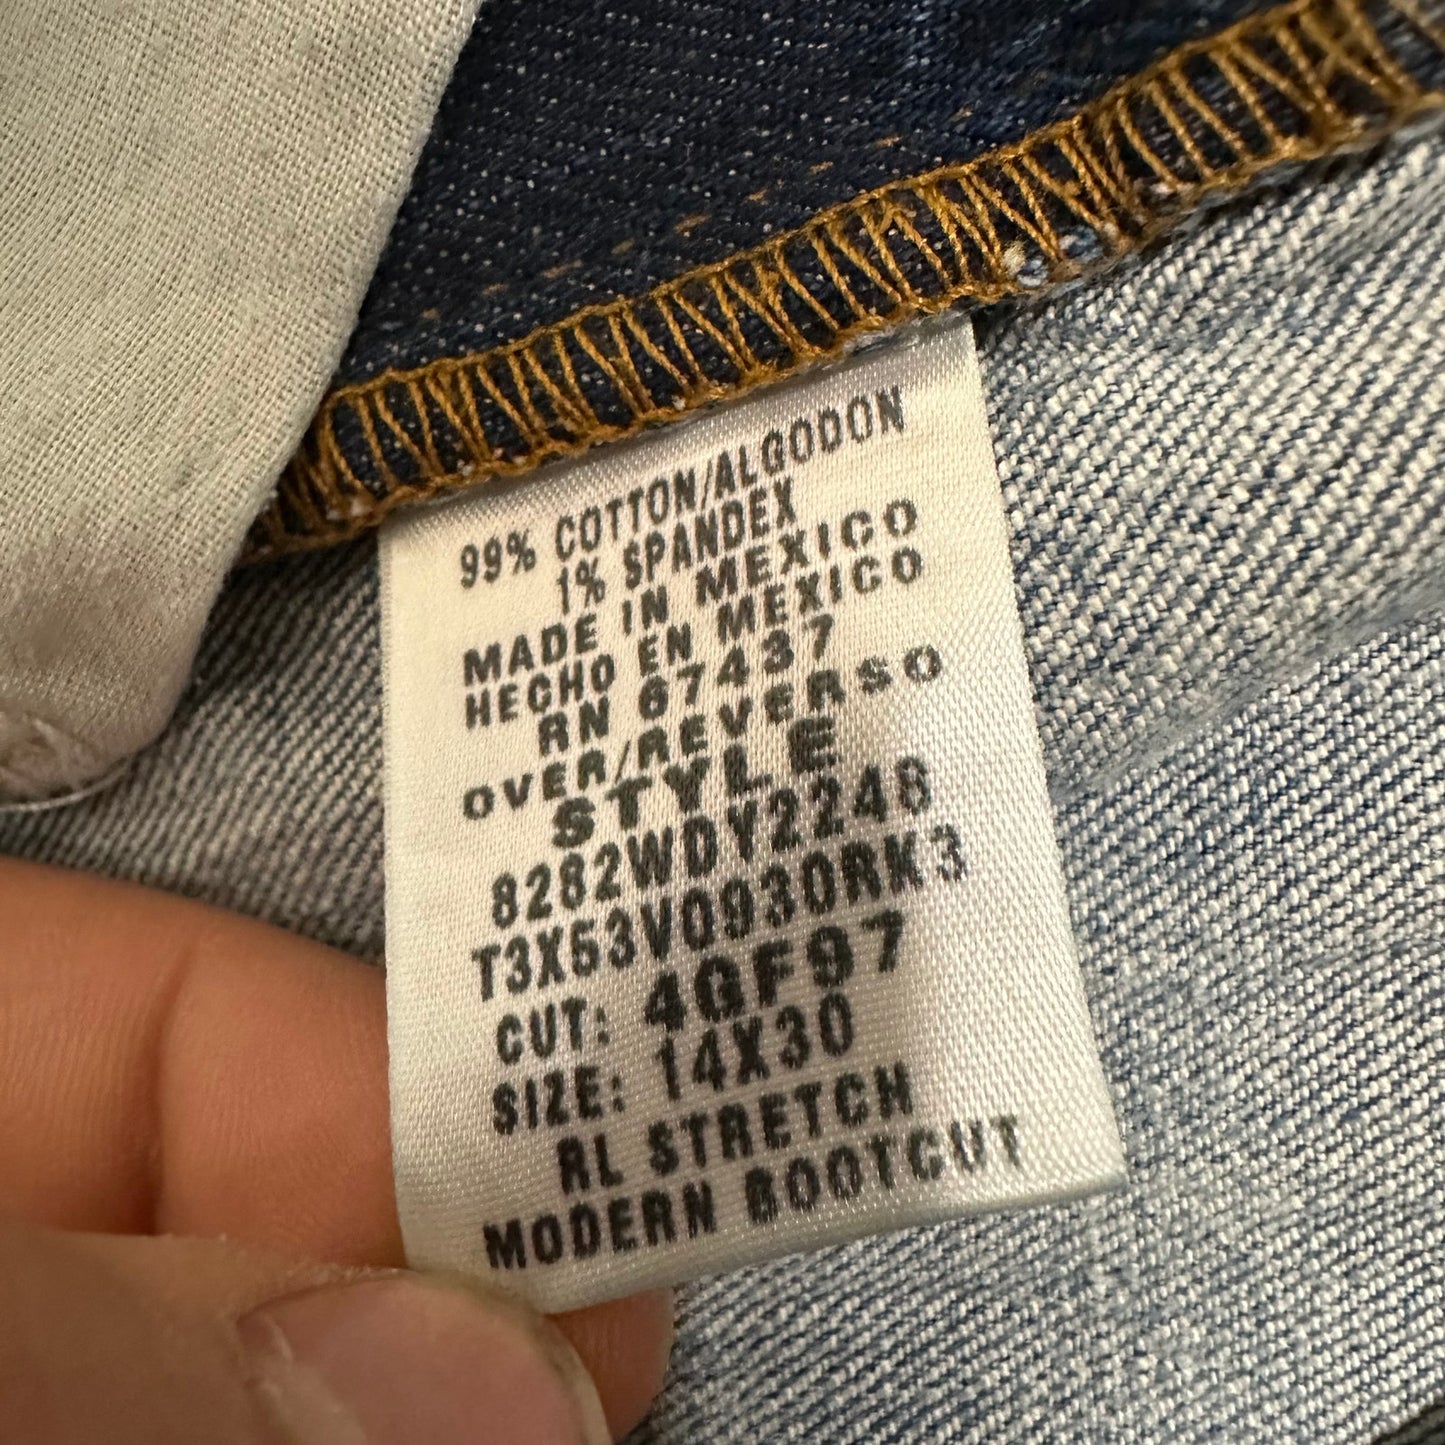 99% COTTON/ALGODON
1% SPANDEX
MADE IN MEXICO
HECHO EN MEXICO
RN 67437
OVER/REVERSO
STYLE
8282WDY2248
T3X53V0930RK3
CUT: 4GF97
SIZE: 14X30
RL STRETCH
MODERN BOOTCUT